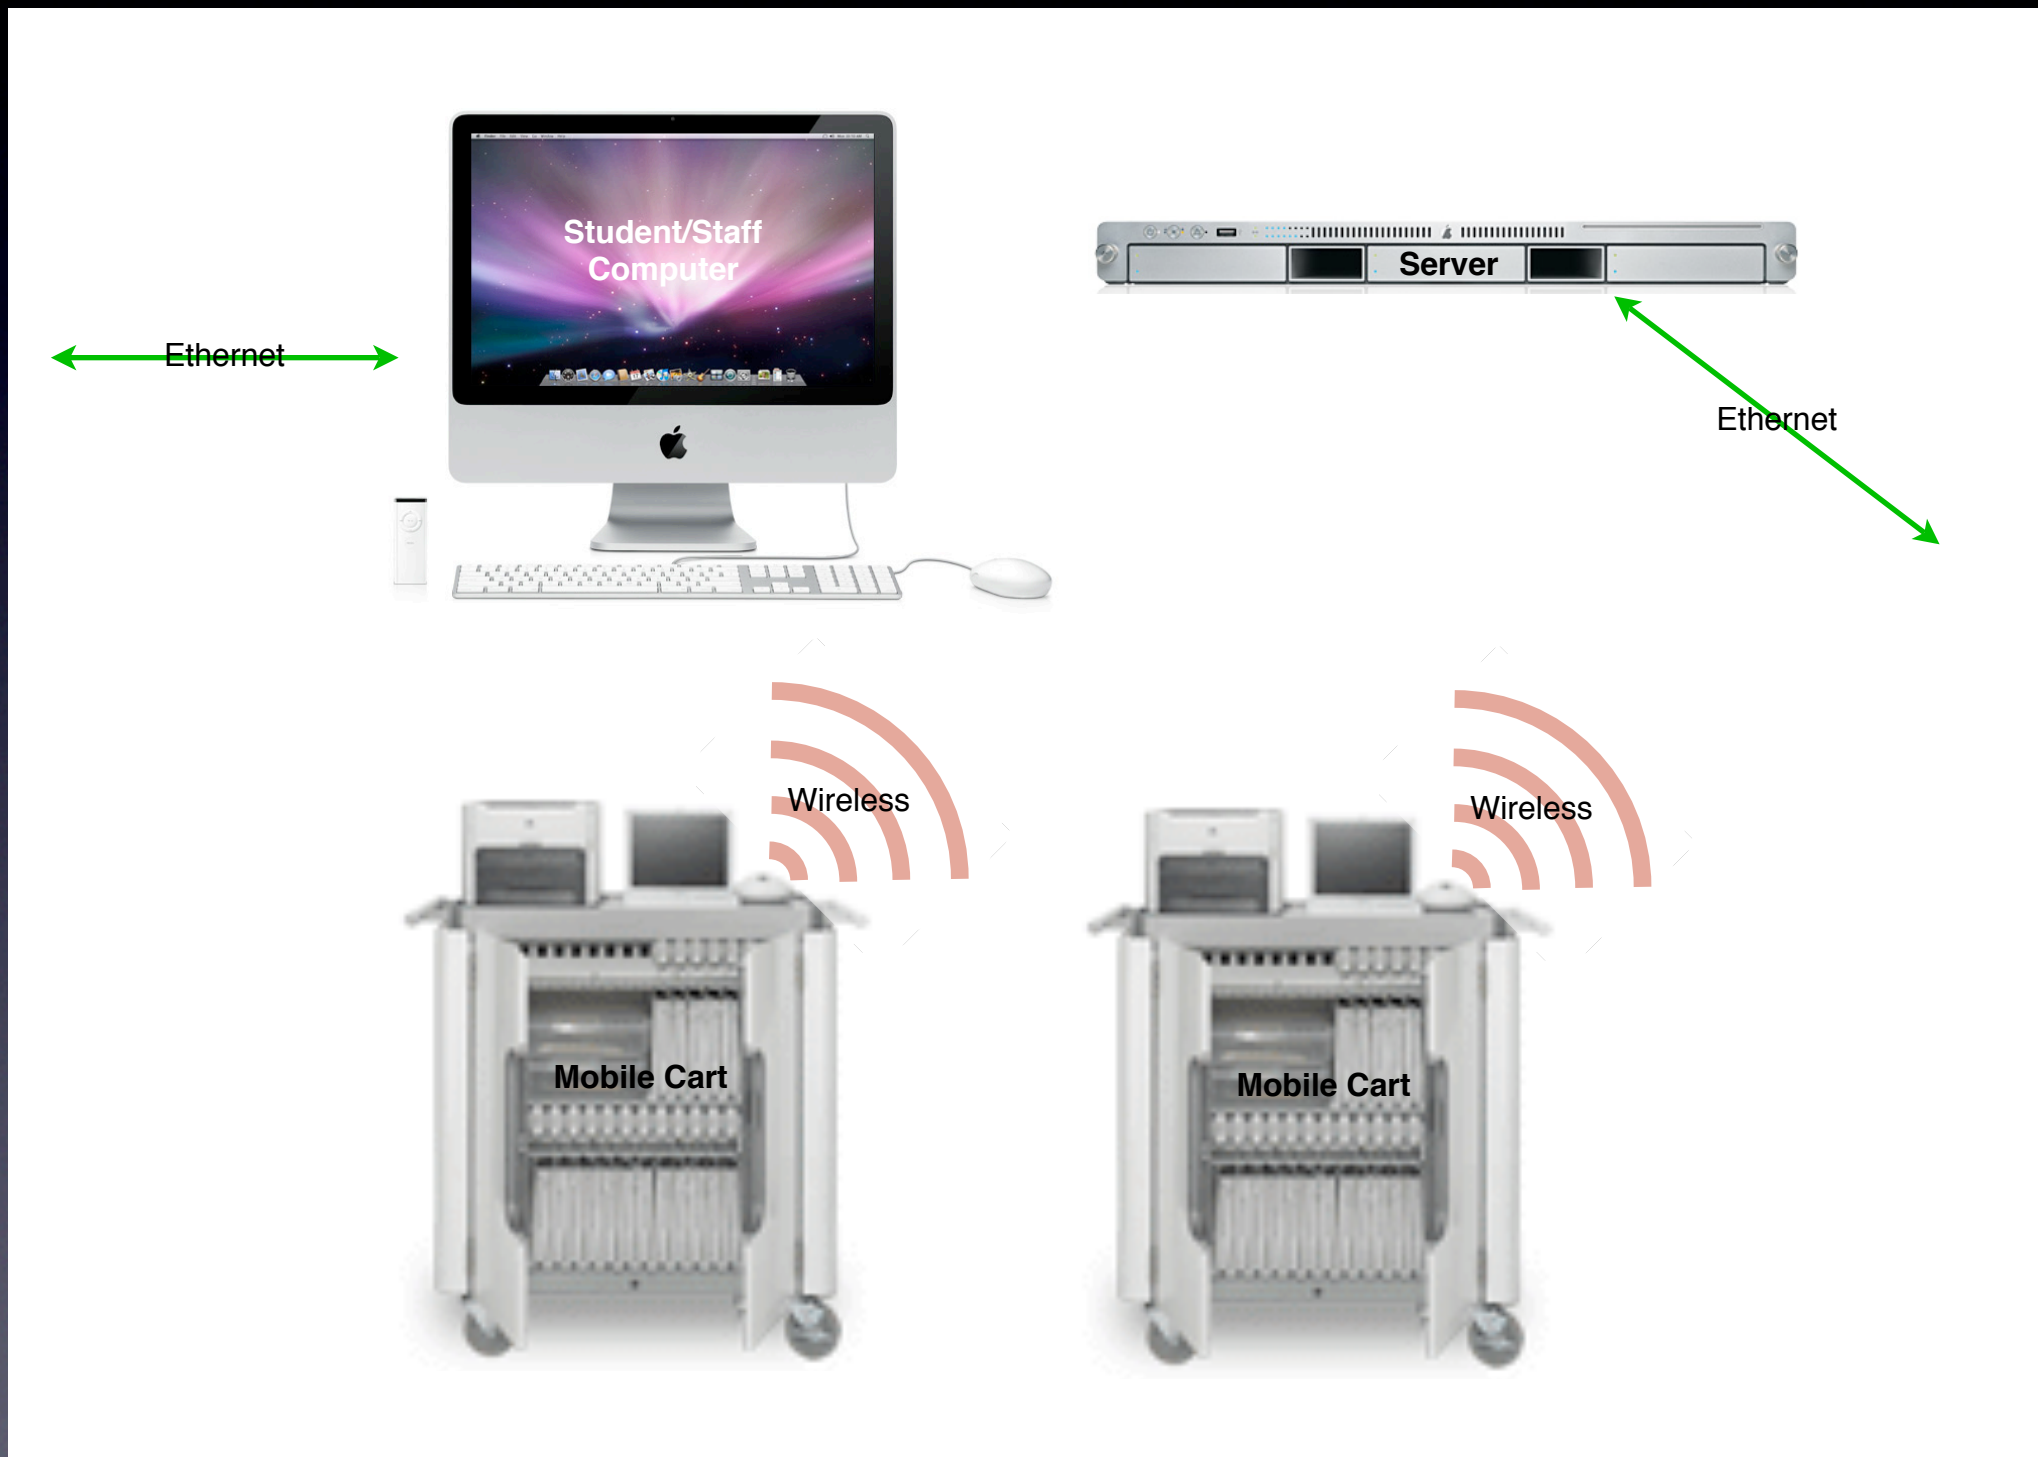 Student/Staff
Computer
Server
Ethernet
Ethernet
Wireless
Wireless
Mobile Cart
Mobile Cart